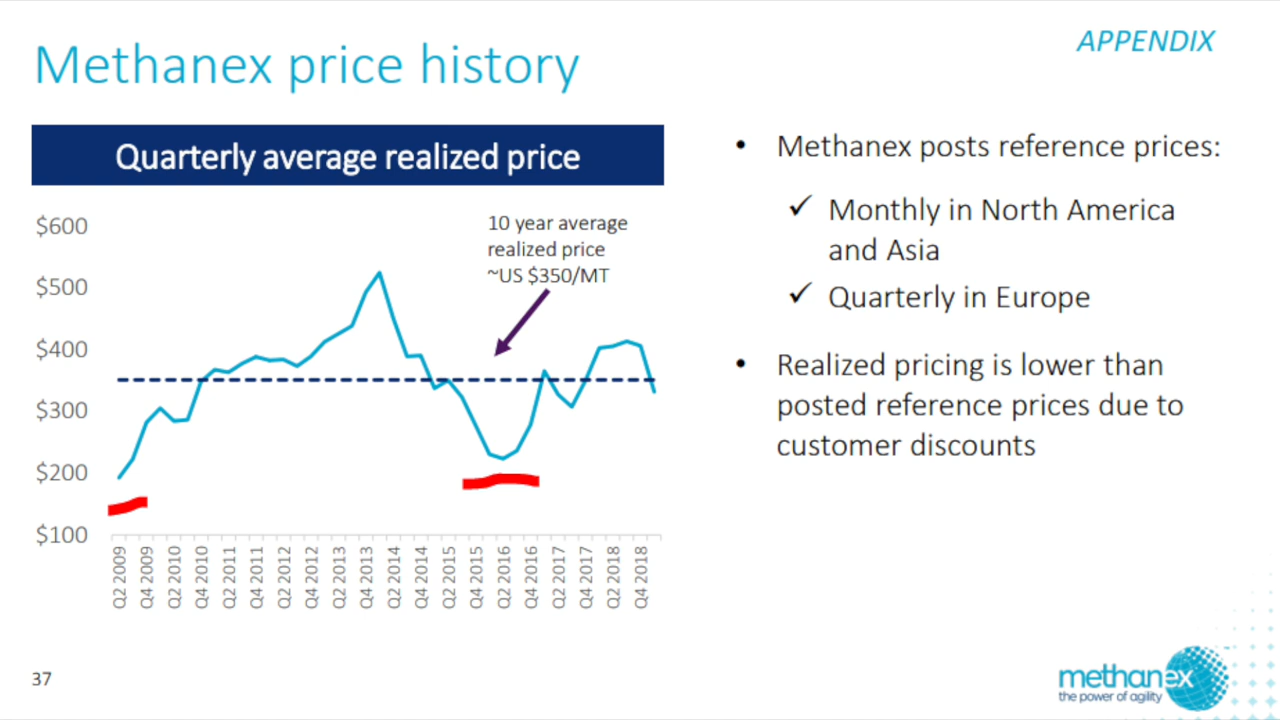 APPENDIX
Methanex price history
Quarterly average realized price
10 year average
realized price
~US $350/MT
$600
$500
$400
$300
$200
$100
Q2 2009
Q4 2009
Q2 2010
Q4 2010
Q2 2011
Q4 2011
Q2 2012
Q4 2012
Q2 2013
Q4 2013
Q2 2014
Q4 2014
Q2 2015
Q4 2015
Q2 2016
Q4 2016
Q2 2017
Q4 2017
Q2 2018
Q4 2018
• Methanex posts reference prices:
✓ Monthly in North America
and Asia
✓ Quarterly in Europe
• Realized pricing is lower than
posted reference prices due to
customer discounts
37
methanex
the power of agility